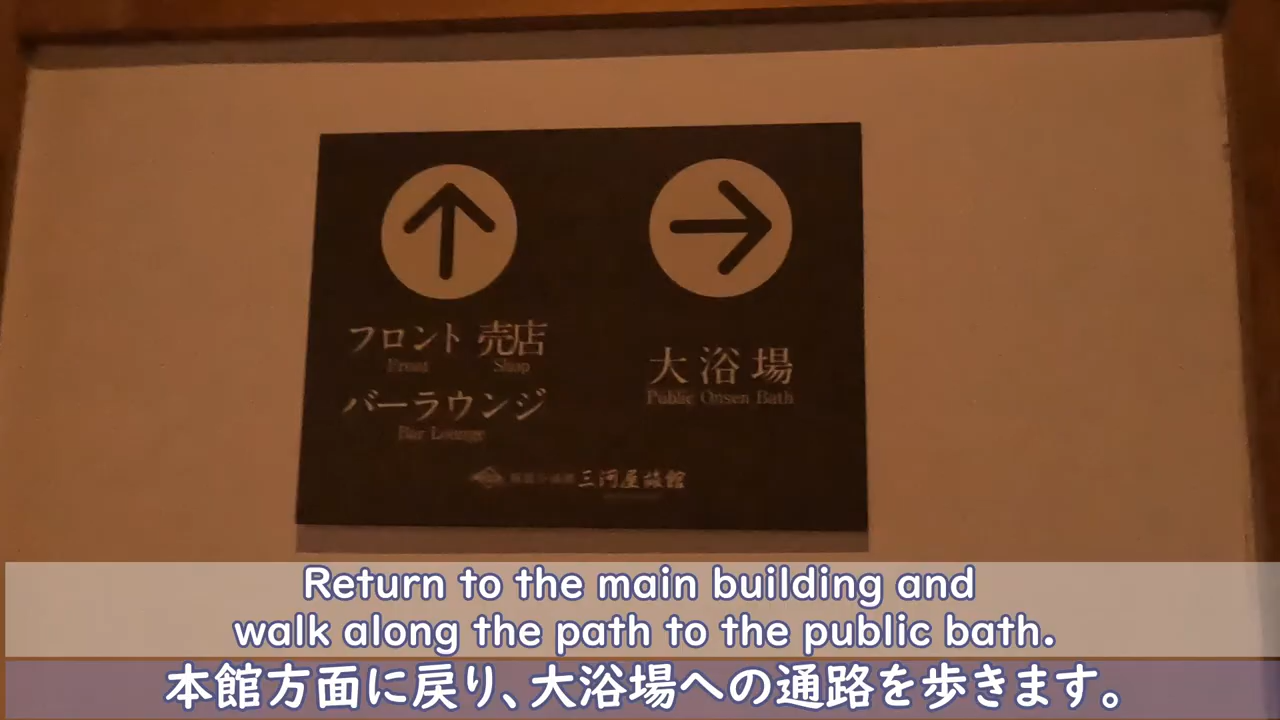 フロント 売店
Front Shop
バーラウンジ
Bar Lounge
大浴場
Public Onsen Bath
三河屋旅館
Return to the main building and
walk along the path to the public bath.
本館方面に戻り、大浴場への通路を歩きます。